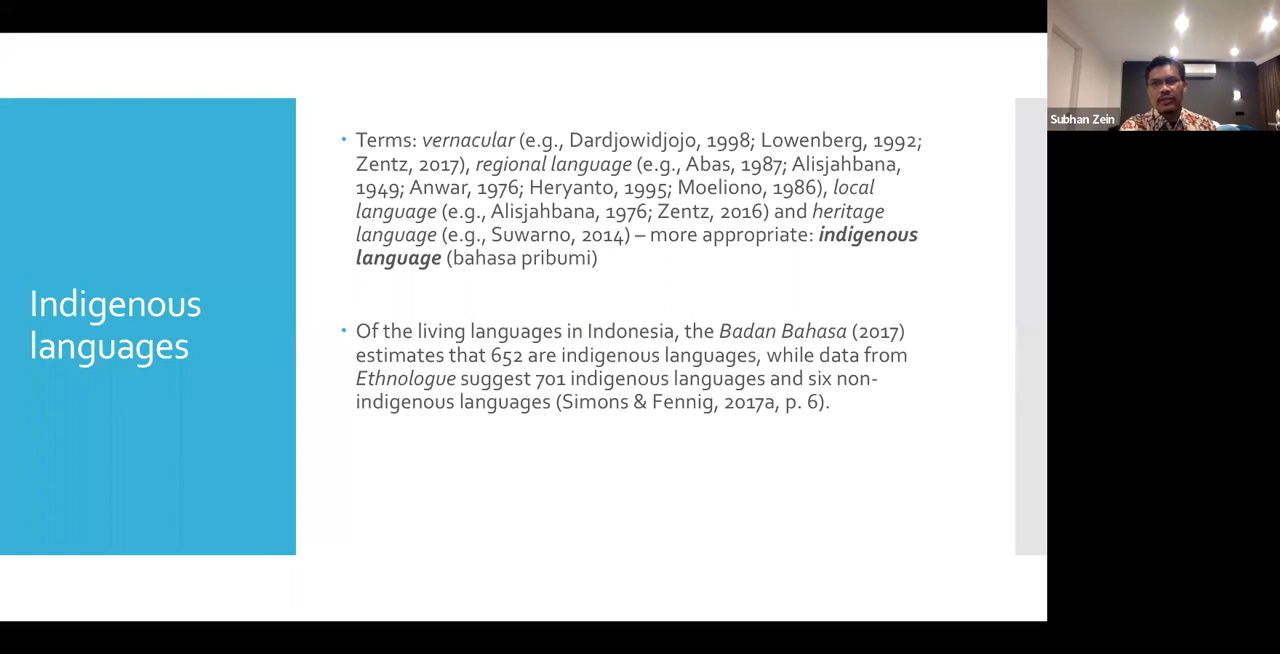 Indigenous
languages
• Terms: vernacular (e.g., Dardjowidjojo, 1998; Lowenberg, 1992;
Zentz, 2017), regional language (e.g., Abas, 1987; Alisjahbana,
1949; Anwar, 1976; Heryanto, 1995; Moeliono, 1986), local
language (e.g., Alisjahbana, 1976; Zentz, 2016) and heritage
language (e.g., Suwarno, 2014) – more appropriate: indigenous
language (bahasa pribumi)
• Of the living languages in Indonesia, the Badan Bahasa (2017)
estimates that 652 are indigenous languages, while data from
Ethnologue suggest 701 indigenous languages and six non-
indigenous languages (Simons & Fennig, 2017a, p. 6).
Subhan Zein